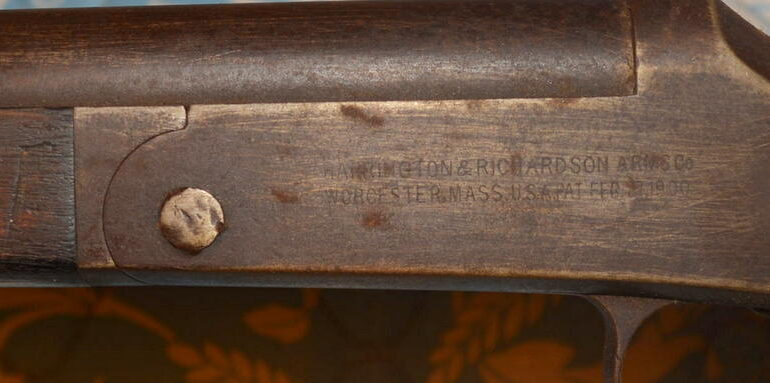 HARRINGTON & RICHARDSON ARMS Co
WORCESTER, MASS. U.S.A. PAT. FEB. 1900